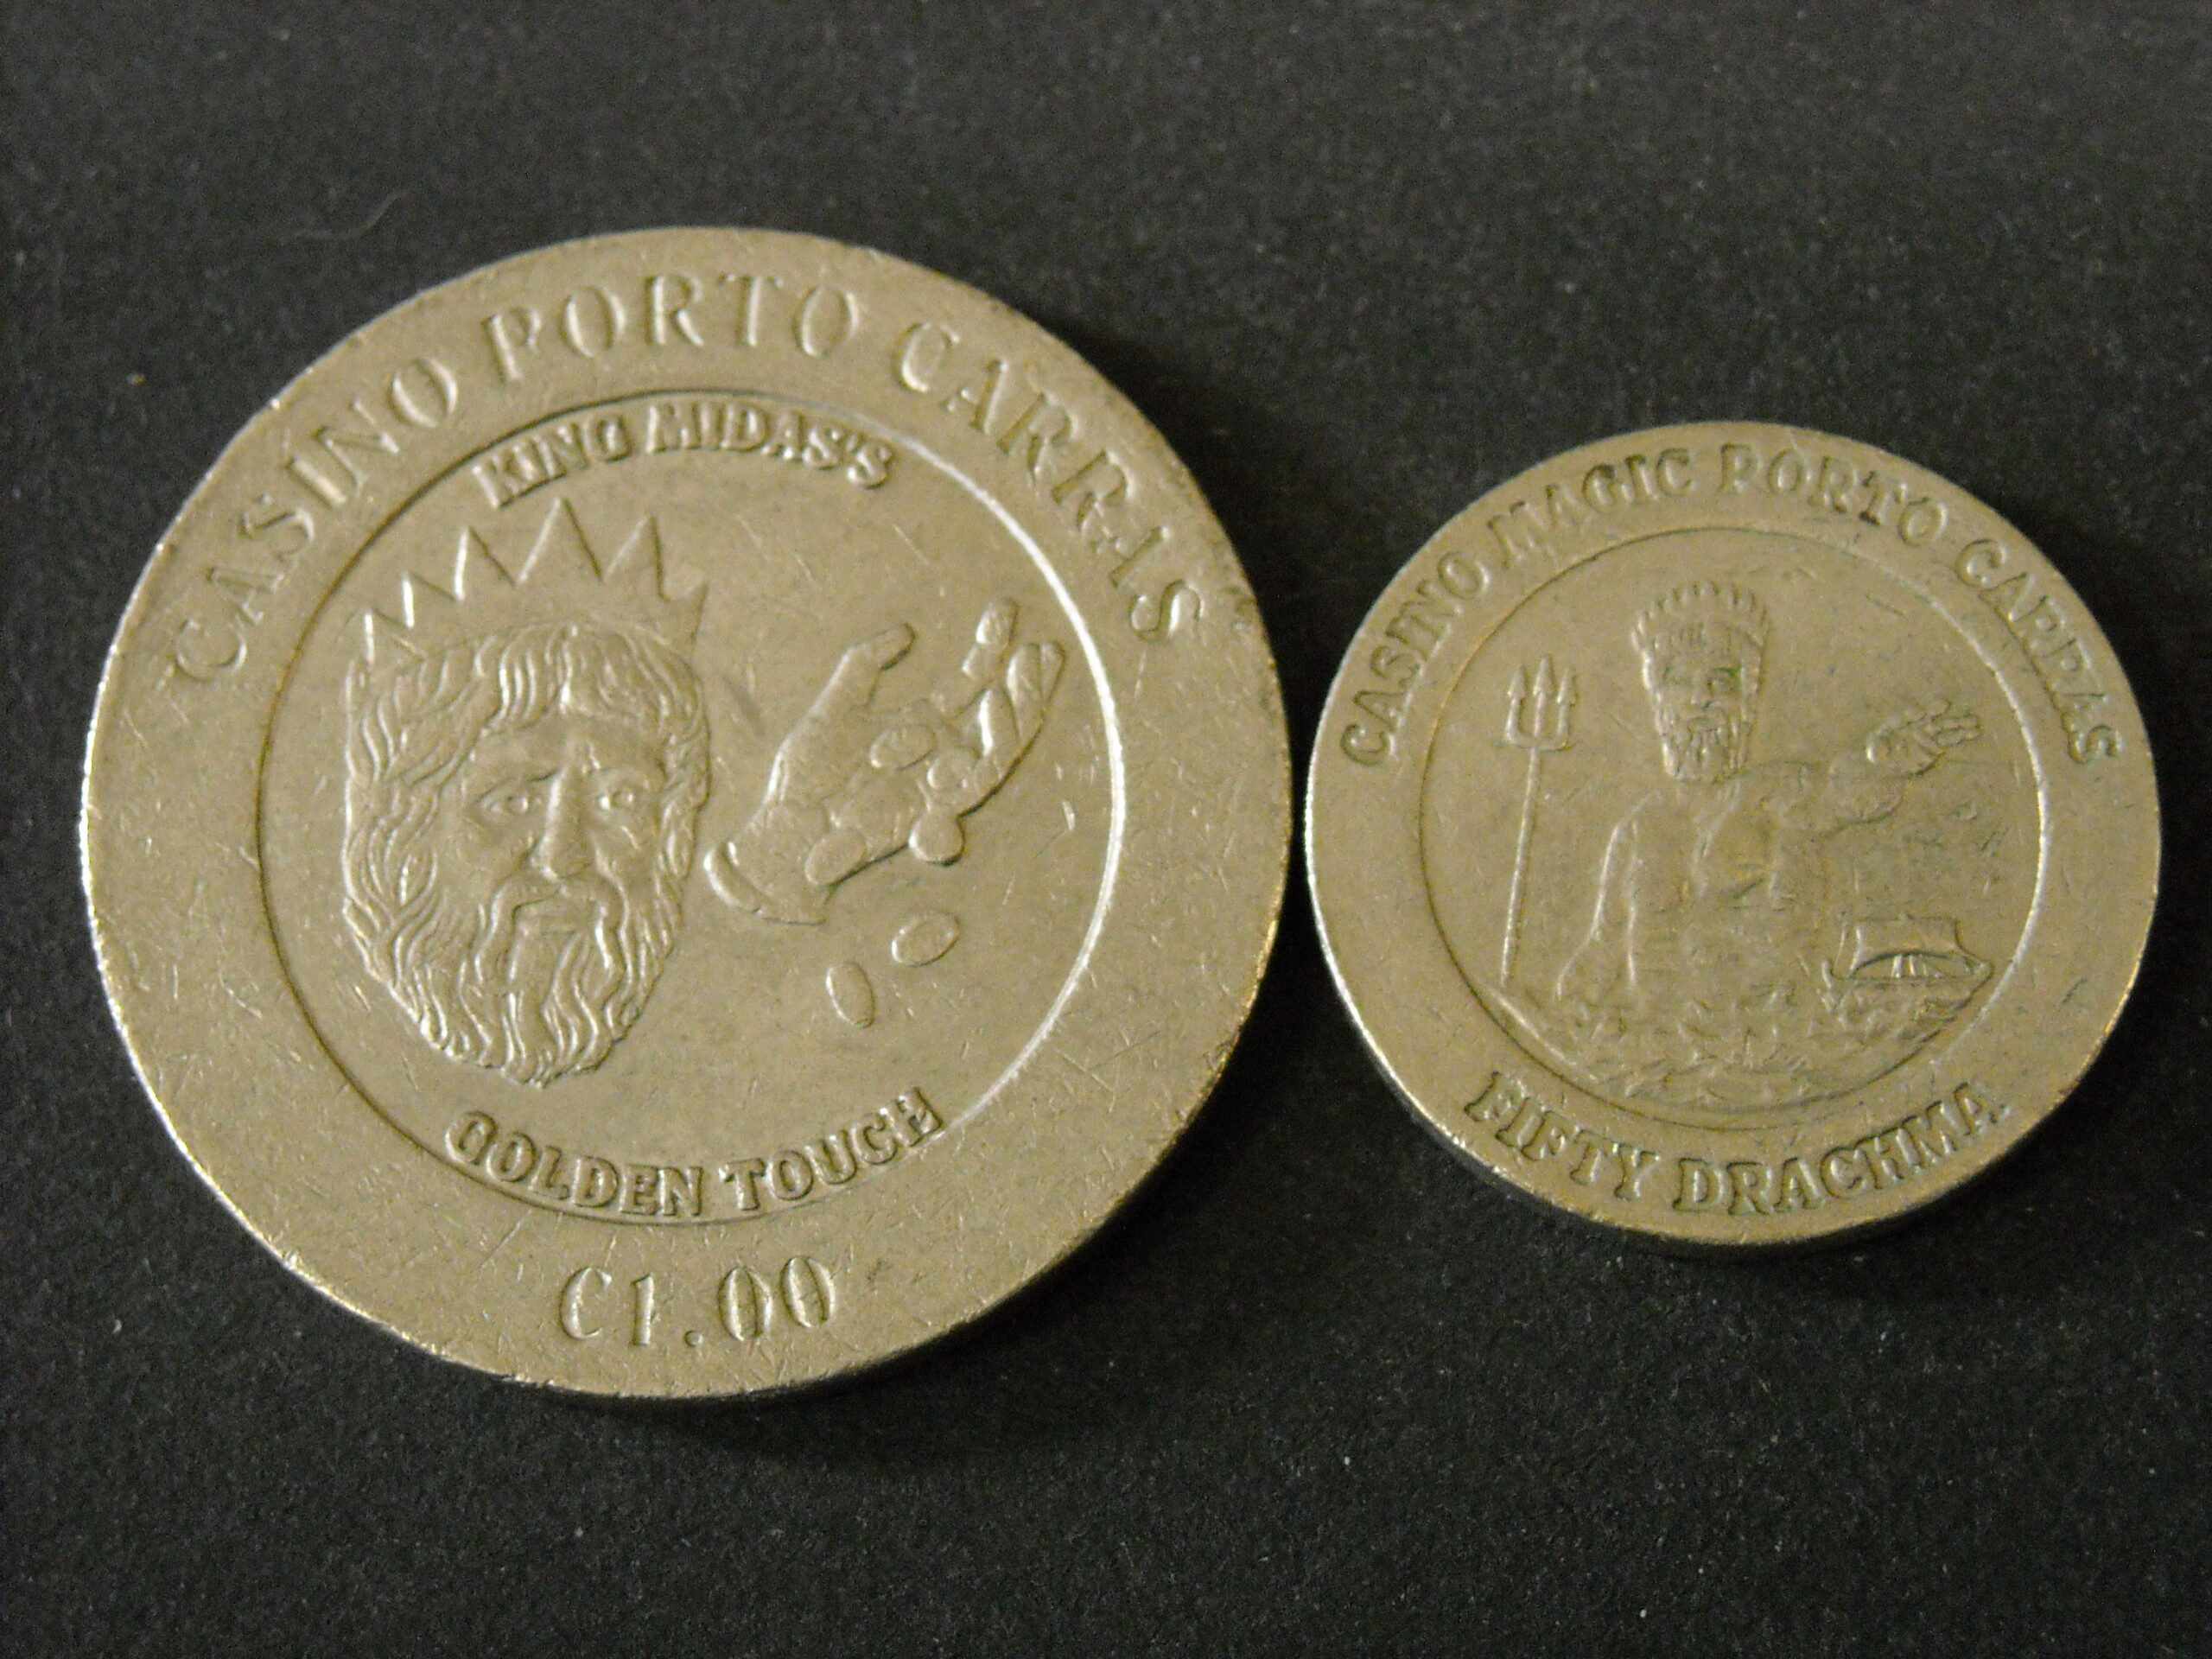 CASINO PORTO CARRAS
KING MIDAS'S
GOLDEN TOUCH
€1.00
CASINO MAGIC PORTO CARRAS
FIFTY DRACHMA